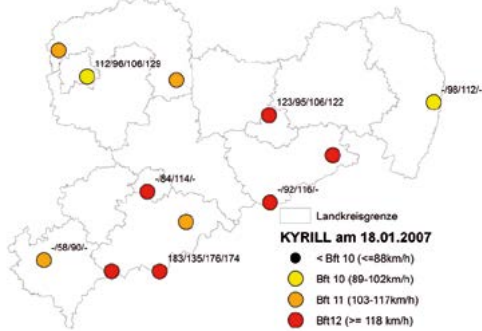 112/96/106/129
123/95/106/122
-/98/112/-
-/84/114/-
-/92/116/-
-/58/90/-
183/135/176/174
Landkreisgrenze
KYRILL am 18.01.2007
< Bft 10 (<=88km/h)
Bft 10 (89-102km/h)
Bft 11 (103-117km/h)
Bft12 (>= 118 km/h)